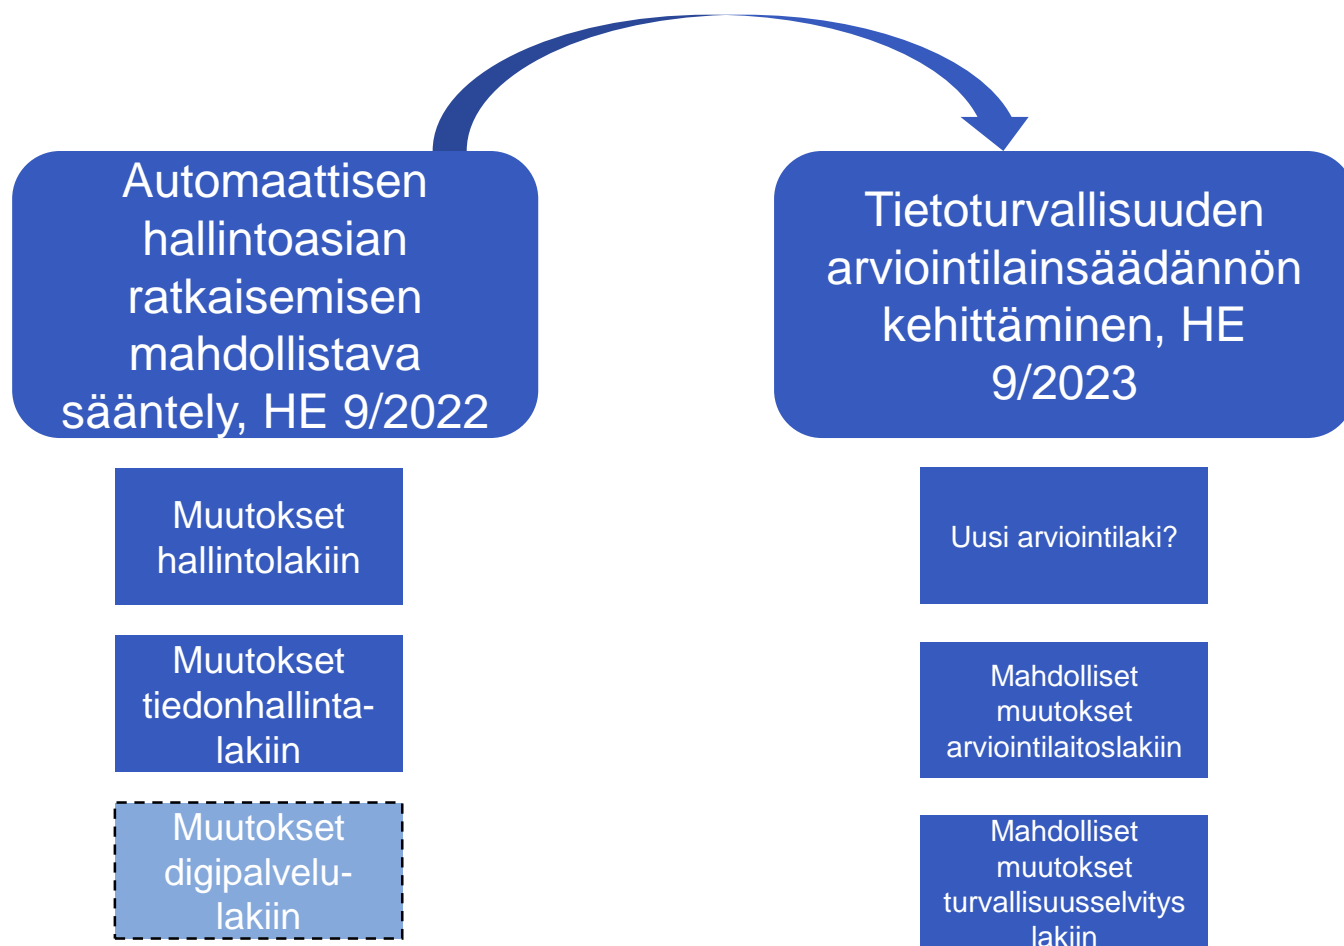 Automaattisen
hallintoasian
ratkaisemisen
mahdollistava
sääntely, HE 9/2022
Muutokset
hallintolakiin
Muutokset
tiedonhallinta-
lakiin
Muutokset
digipalvelu-
lakiin
Tietoturvallisuuden
arviointilainsäädännön
kehittäminen, HE
9/2023
Uusi arviointilaki?
Mahdolliset
muutokset
arviointilaitoslakiin
Mahdolliset
muutokset
turvallisuusselvitys
lakiin